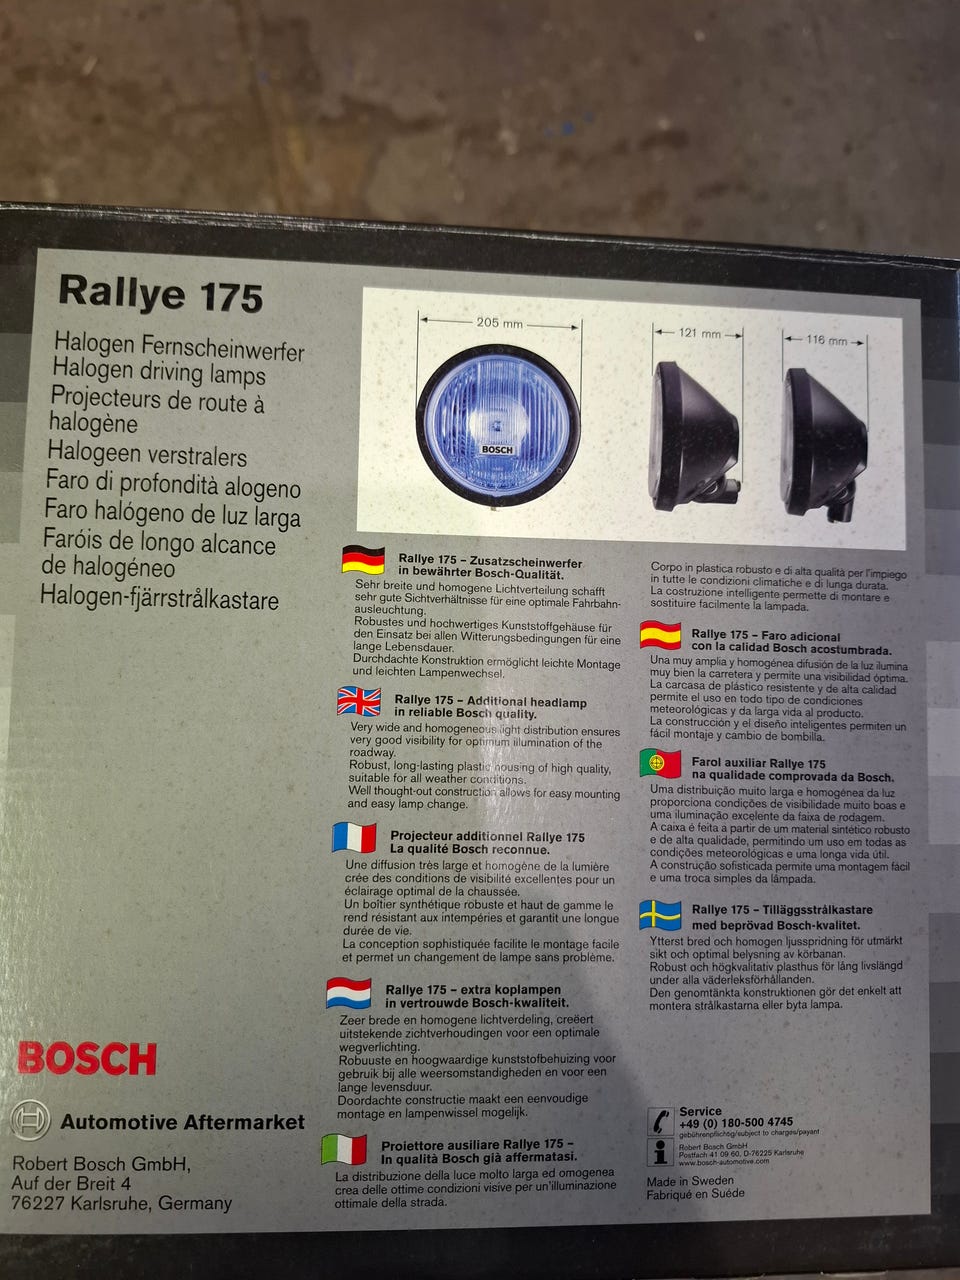 Rallye 175
Halogen Fernscheinwerfer
Halogen driving lamps
Projecteurs de route à
halogène
Halogeen verstralers
Faro di profondità alogeno
Faro halógeno de luz larga
Faróis de longo alcance
de halogéneo
Halogen-fjärrstrålkastare
205 mm
121 mm
116 mm
BOSCH
Rallye 175 – Zusatzscheinwerfer
in bewährter Bosch-Qualität.
Sehr breite und homogene Lichtverteilung schafft
sehr gute Sichtverhältnisse für eine optimale Fahrbahn-
ausleuchtung.
Robustes und hochwertiges Kunststoffgehäuse für
den Einsatz bei allen Witterungsbedingungen für eine
lange Lebensdauer.
Durchdachte Konstruktion ermöglicht leichte Montage
und leichten Lampenwechsel.
Rallye 175 – Additional headlamp
in reliable Bosch quality.
Very wide and homogeneous light distribution ensures
very good visibility for optimum illumination of the
roadway.
Robust, long-lasting plastic housing of high quality,
suitable for all weather conditions.
Well thought-out construction allows for easy mounting
and easy lamp change.
Projecteur additionnel Rallye 175
La qualité Bosch reconnue.
Une diffusion très large et homogène de la lumière
crée des conditions de visibilité excellentes pour un
éclairage optimal de la chaussée.
Un boîtier synthétique robuste et haut de gamme le
rend résistant aux intempéries et garantit une longue
durée de vie.
La conception sophistiquée facilite le montage facile
et permet un changement de lampe sans problème.
Rallye 175 – extra koplampen
in vertrouwde Bosch-kwaliteit.
Zeer brede en homogene lichtverdeling, creëert
uitstekende zichtverhoudingen voor een optimale
wegverlichting.
Robuuste en hoogwaardige kunststofbehuizing voor
gebruik bij alle weersomstandigheden en voor een
lange levensduur.
Doordachte constructie maakt een eenvoudige
montage en lampenwissel mogelijk.
Proiettore ausiliare Rallye 175 –
In qualità Bosch già affermatasi.
La distribuzione della luce molto larga ed omogenea
crea delle ottime condizioni visive per un'illuminazione
ottimale della strada.
Corpo in plastica robusto e di alta qualità per l'impiego
in tutte le condizioni climatiche e di lunga durata.
La costruzione intelligente permette di montare e
sostituire facilmente la lampada.
Rallye 175 – Faro adicional
con la calidad Bosch acostumbrada.
Una muy amplia y homogénea difusión de la luz ilumina
muy bien la carretera y permite una visibilidad óptima.
La carcasa de plástico resistente y de alta calidad
permite el uso en todo tipo de condiciones
meteorológicas y da larga vida al producto.
La construcción y el diseño inteligentes permiten un
fácil montaje y cambio de bombilla.
Farol auxiliar Rallye 175
na qualidade comprovada da Bosch.
Uma distribuição muito larga e homogénea da luz
proporciona condições de visibilidade muito boas e
uma iluminação excelente da faixa de rodagem.
A caixa é feita a partir de um material sintético robusto
e de alta qualidade, permitindo um uso em todas as
condições meteorológicas e uma longa vida útil.
A construção sofisticada permite uma montagem fácil
e uma troca simples da lâmpada.
Rallye 175 – Tilläggsstrålkastare
med beprövad Bosch-kvalitet.
Ytterst bred och homogen ljusspridning för utmärkt
sikt och optimal belysning av körbanan.
Robust och högkvalitativ plasthus för lång livslängd
under alla väderleksförhållanden.
Den genomtänkta konstruktionen gör det enkelt att
montera strålkastarna eller byta lampa.
BOSCH
Automotive Aftermarket
Robert Bosch GmbH,
Auf der Breit 4
76227 Karlsruhe, Germany
Service
+49 (0) 180-500 4745
gebührenpflichtig/subject to charges/payant
Robert Bosch GmbH
Postfach 41 09 60, D-76225 Karlsruhe
www.bosch-automotive.com
Made in Sweden
Fabriqué en Suéde